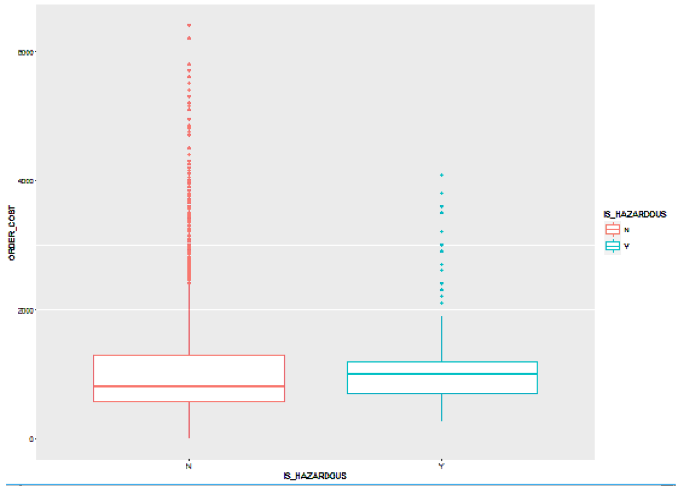 6000
4000
2000
0
ORDER_COST
N
Y
IS_HAZARDOUS
IS_HAZARDOUS
N
Y